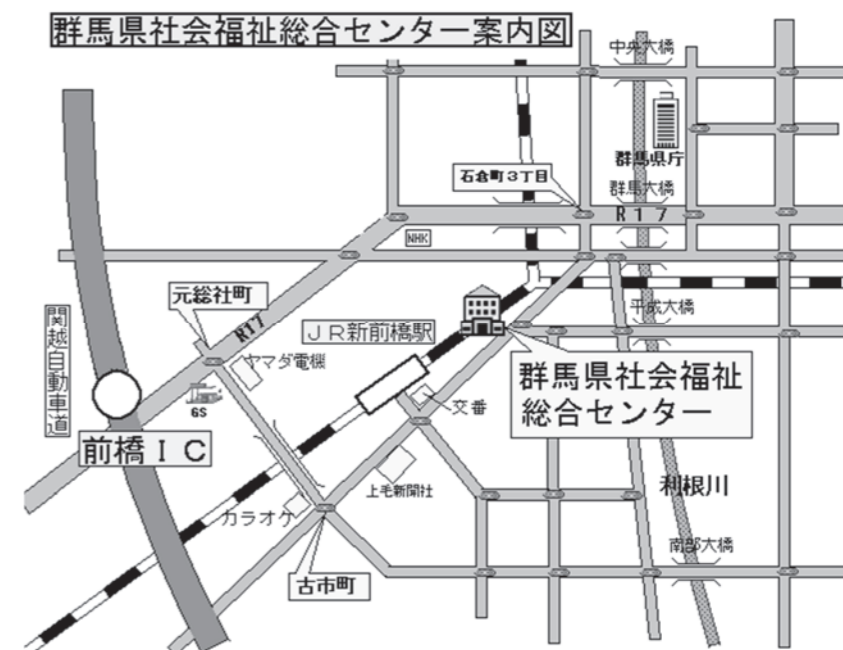 群馬県社会福祉総合センター案内図
中央大橋
群馬県庁
石倉町3丁目
群馬大橋
R17
NHK
元総社町
R17
関越自動車道
JR新前橋駅
平成大橋
ヤマダ電機
群馬県社会福祉
総合センター
GS
交番
前橋IC
上毛新聞社
利根川
カラオケ
南部大橋
古市町